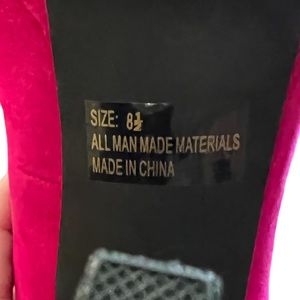 SIZE: 8½
ALL MAN MADE MATERIALS
MADE IN CHINA